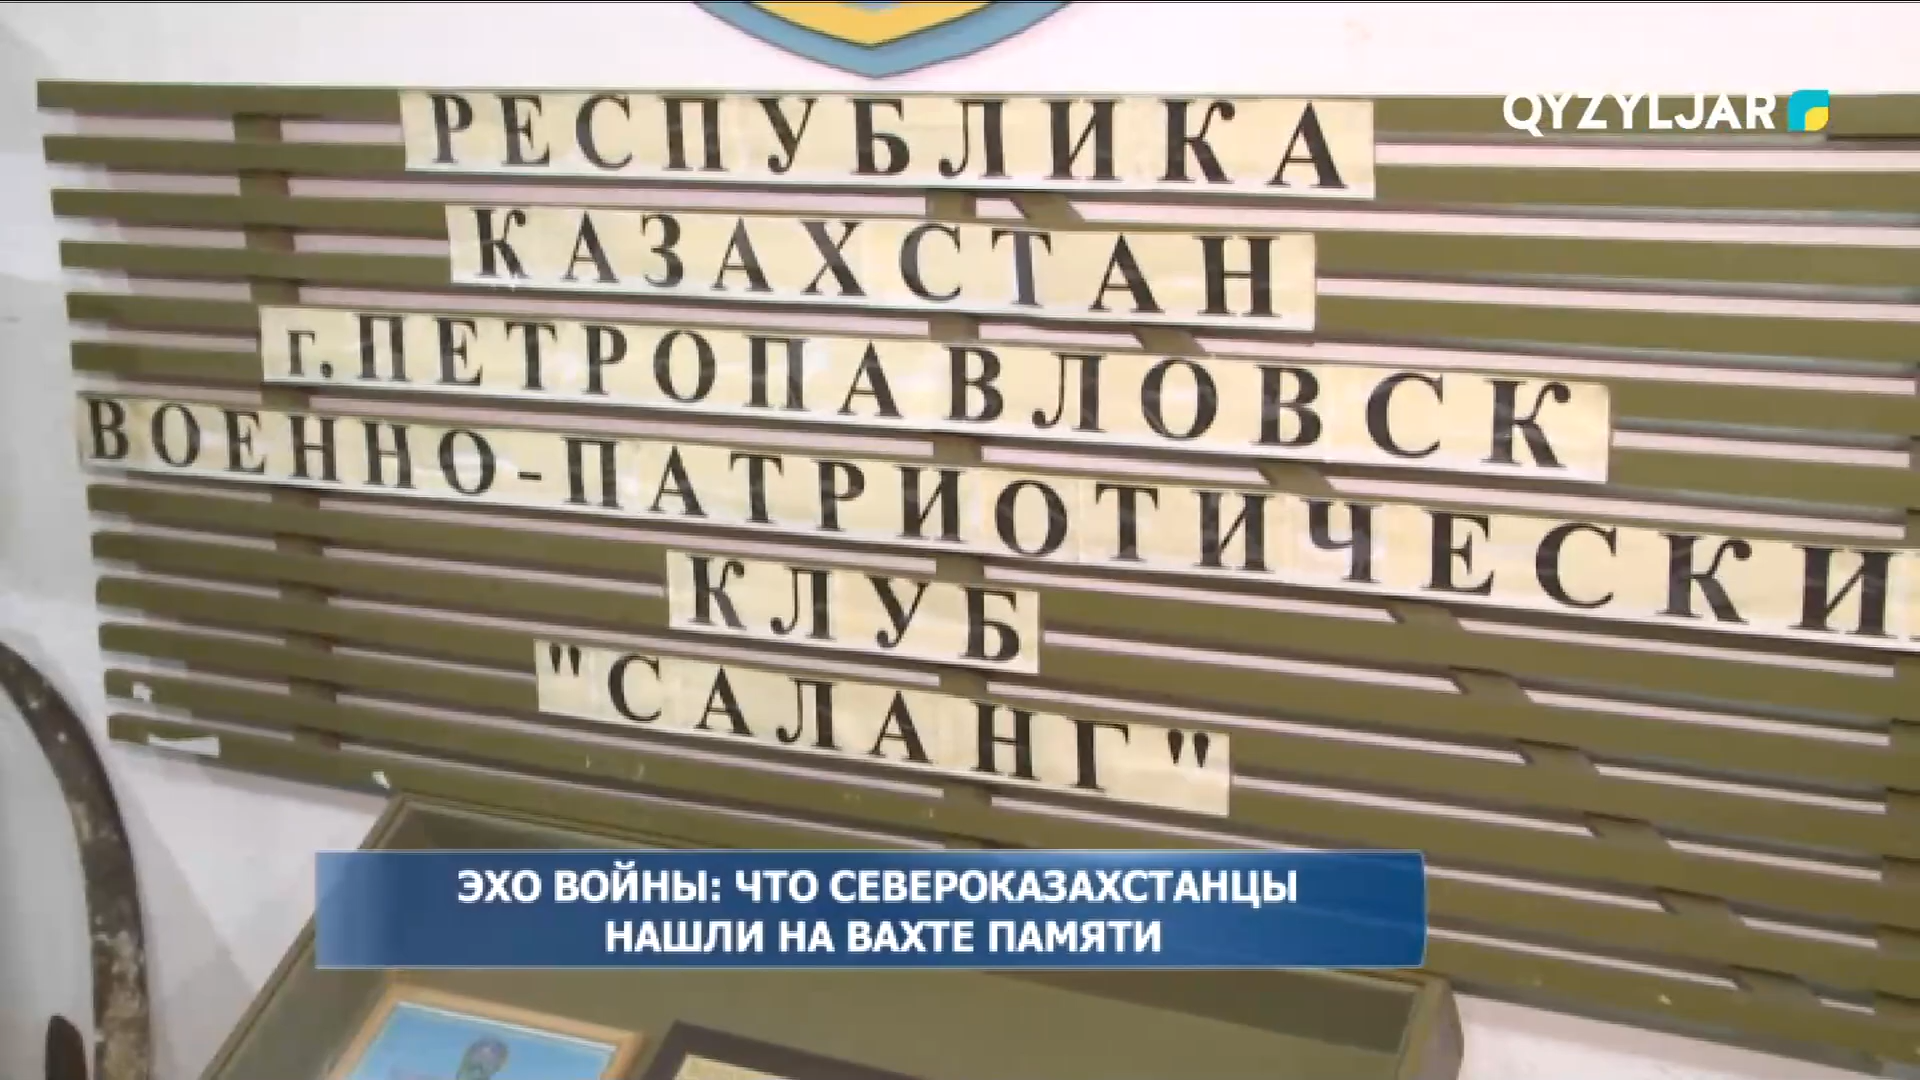 QYZYLJAR
РЕСПУБЛИКА
КАЗАХСТАН
г. ПЕТРОПАВЛОВСК
ВОЕННО-ПАТРИОТИЧЕСКИ
КЛУБ
"САЛАНГ"
ЭХО ВОЙНЫ: ЧТО СЕВЕРОКАЗАХСТАНЦЫ
НАШЛИ НА ВАХТЕ ПАМЯТИ